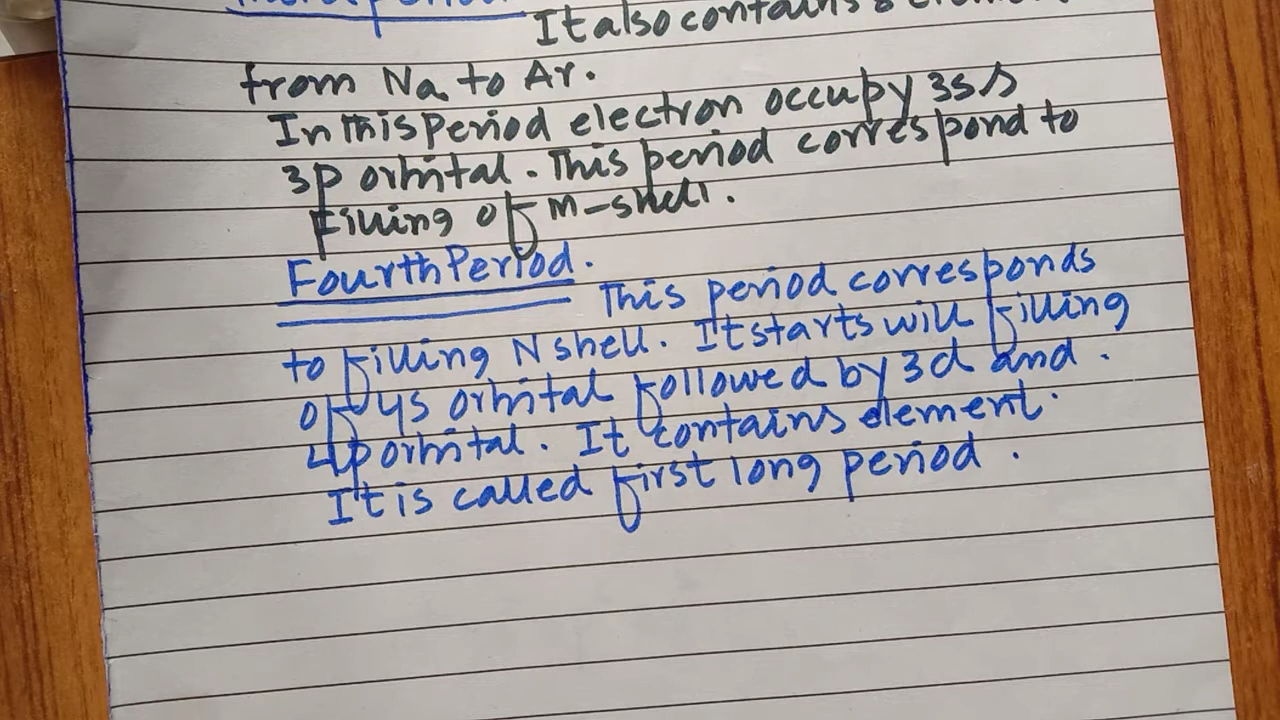 It also contains 8 element
from Na to Ar.
In this period electron occupy 3s s
3p orbital. This period correspond to
filling of M-shell.
Fourth Period.
This period corresponds
to filling N shell. It starts will filling
of 4s orbital followed by 3d and.
4p orbital. It contains element.
It is called first long period.